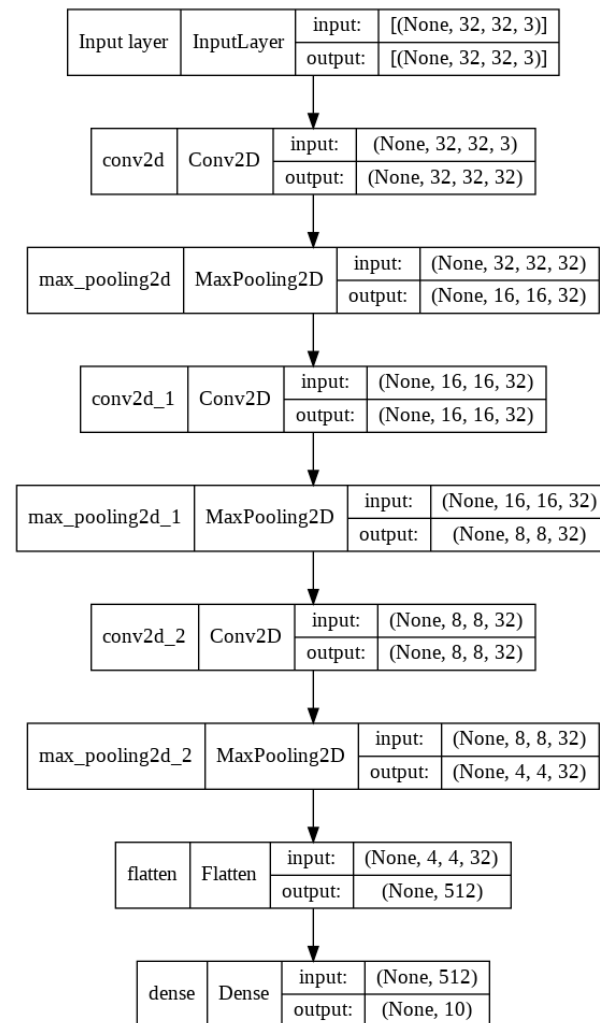 Input layer InputLayer input: [(None, 32, 32, 3)]
output: [(None, 32, 32, 3)]
conv2d Conv2D input: (None, 32, 32, 3)
output: (None, 32, 32, 32)
max_pooling2d MaxPooling2D input: (None, 32, 32, 32)
output: (None, 16, 16, 32)
conv2d_1 Conv2D input: (None, 16, 16, 32)
output: (None, 16, 16, 32)
max_pooling2d_1 MaxPooling2D input: (None, 16, 16, 32)
output: (None, 8, 8, 32)
conv2d_2 Conv2D input: (None, 8, 8, 32)
output: (None, 8, 8, 32)
max_pooling2d_2 MaxPooling2D input: (None, 8, 8, 32)
output: (None, 4, 4, 32)
flatten Flatten input: (None, 4, 4, 32)
output: (None, 512)
dense Dense input: (None, 512)
output: (None, 10)